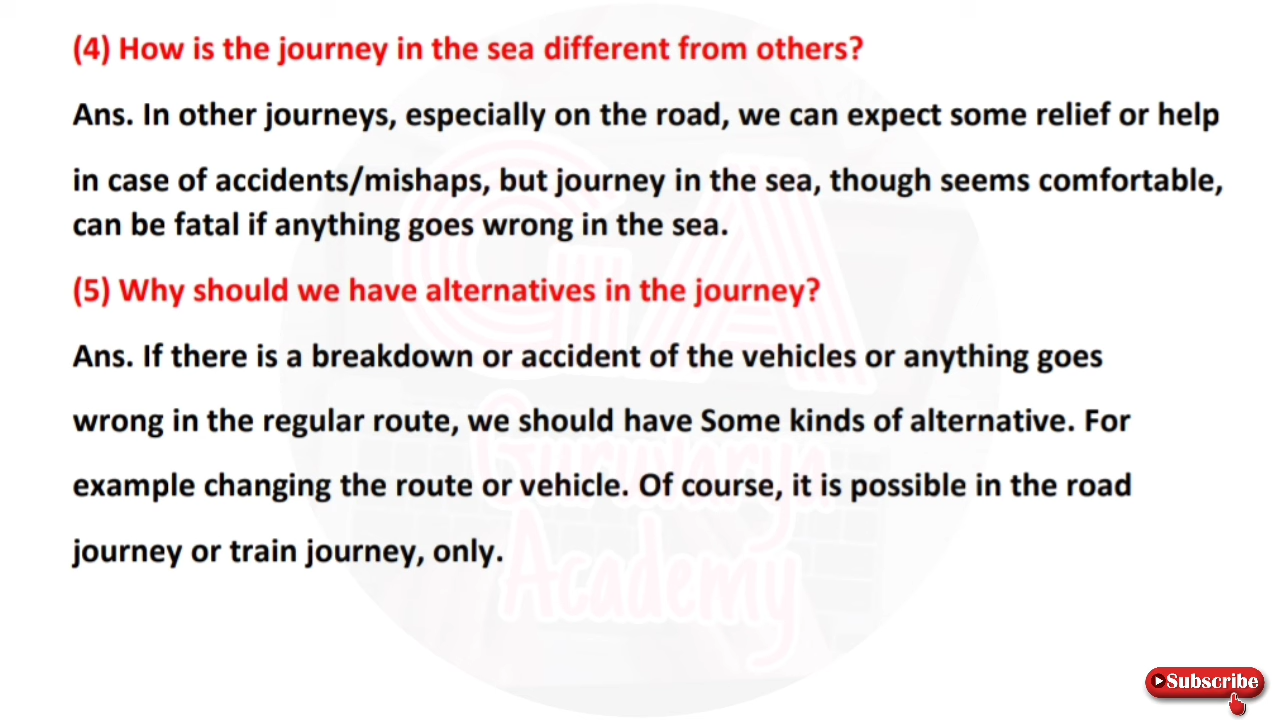 (4) How is the journey in the sea different from others?
Ans. In other journeys, especially on the road, we can expect some relief or help
in case of accidents/mishaps, but journey in the sea, though seems comfortable,
can be fatal if anything goes wrong in the sea.
(5) Why should we have alternatives in the journey?
Ans. If there is a breakdown or accident of the vehicles or anything goes
wrong in the regular route, we should have Some kinds of alternative. For
example changing the route or vehicle. Of course, it is possible in the road
journey or train journey, only.
GA
Academy
Subscribe